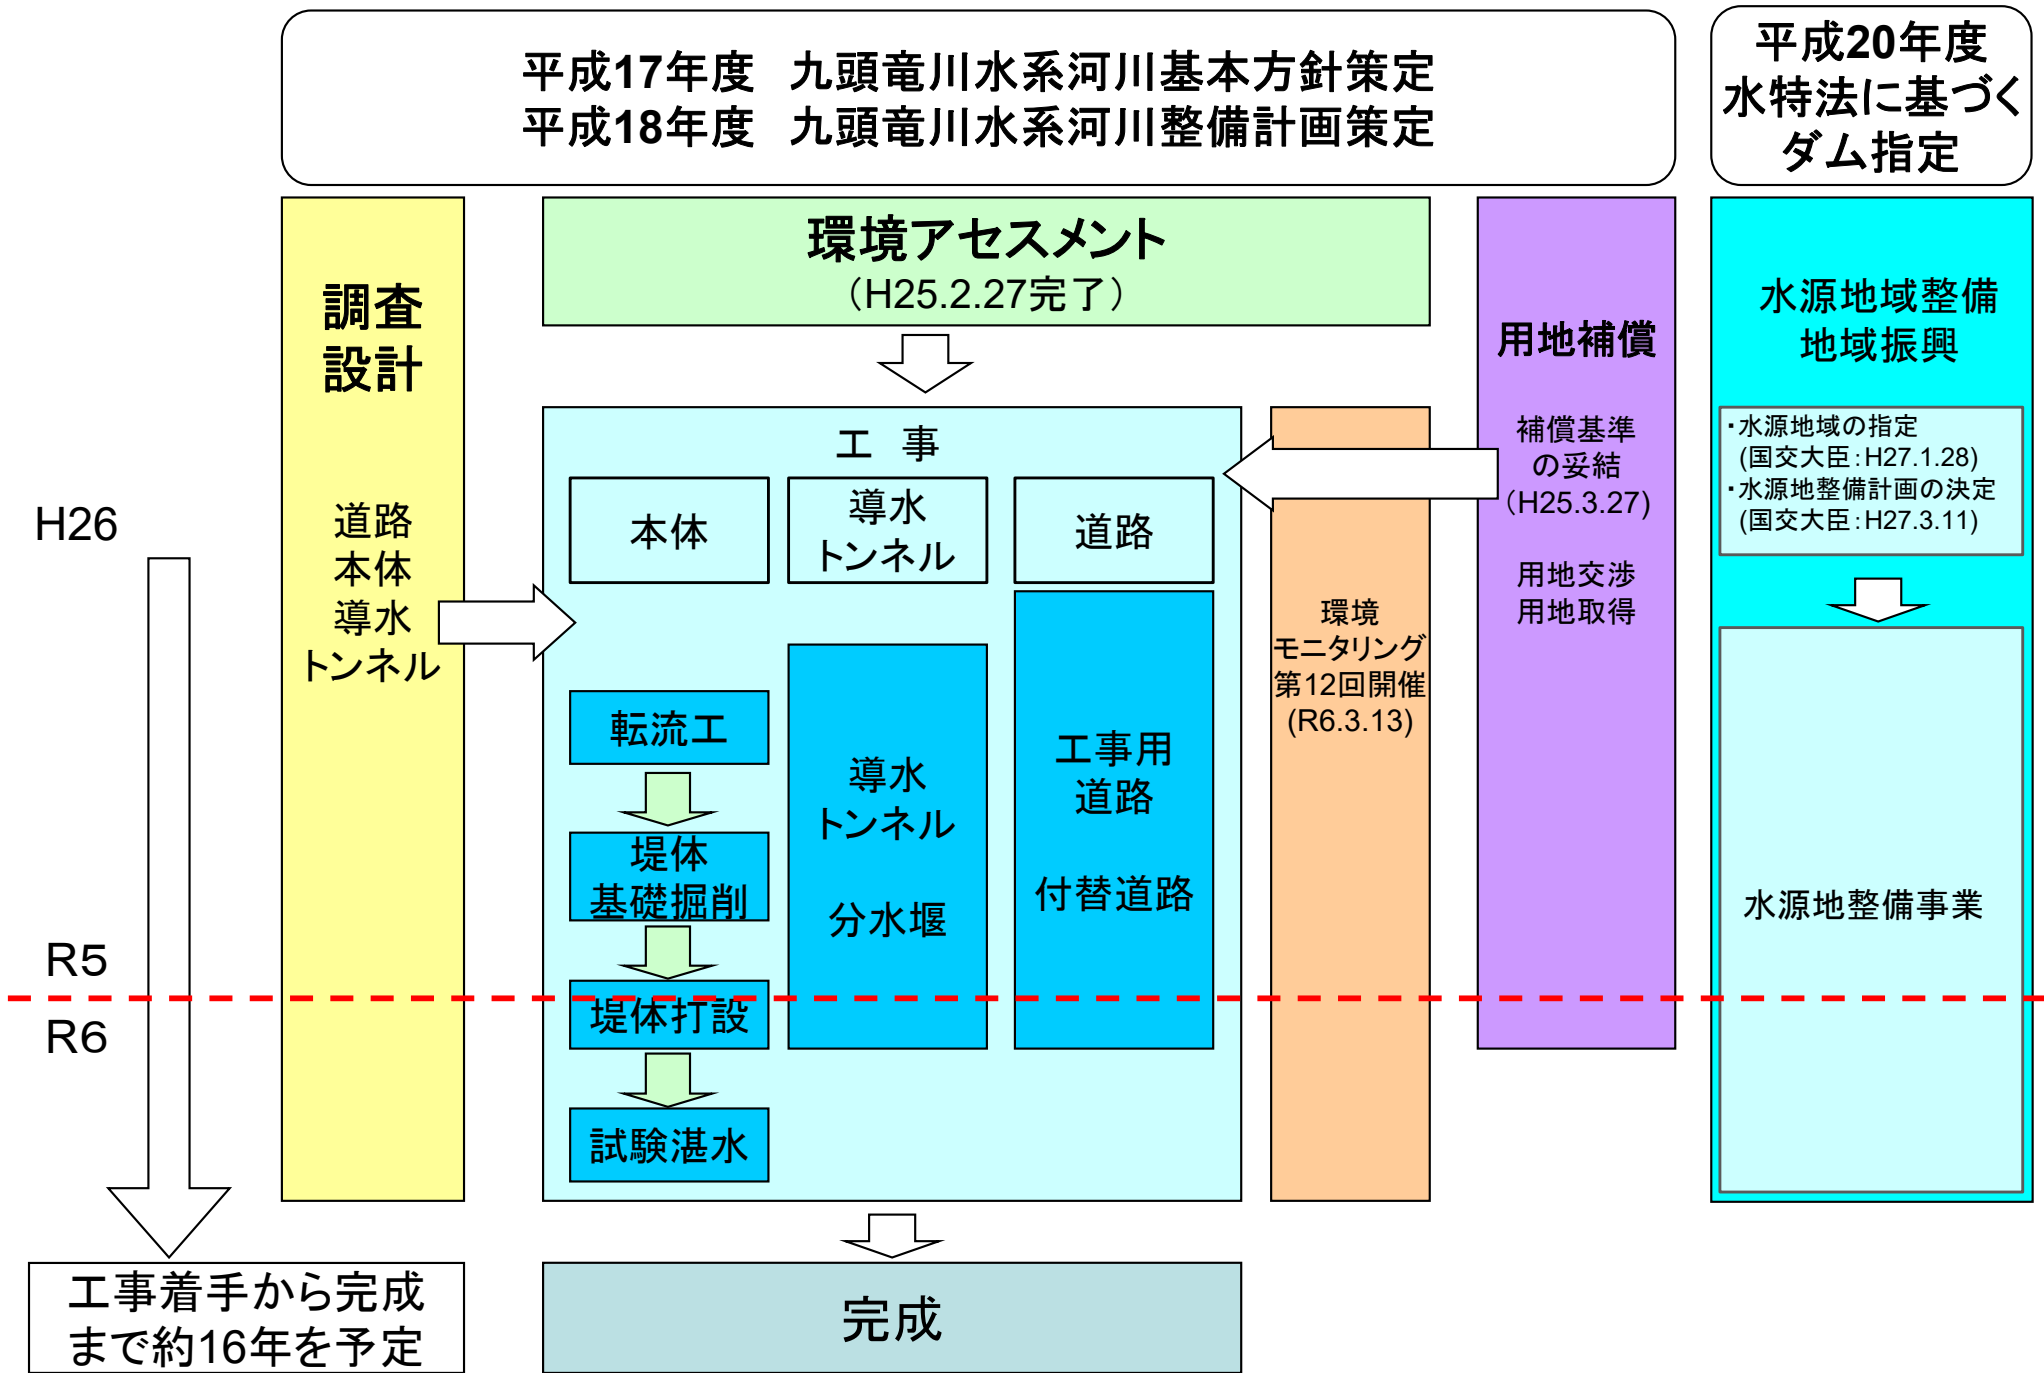 平成17年度　九頭竜川水系河川基本方針策定
平成18年度　九頭竜川水系河川整備計画策定
平成20年度
水特法に基づく
ダム指定
調査
設計
道路
本体
導水
トンネル
環境アセスメント
（H25.2.27完了）
工　事
本体
導水
トンネル
道路
転流工
堤体
基礎掘削
堤体打設
試験湛水
導水
トンネル
分水堰
工事用
道路
付替道路
環境
モニタリング
第12回開催
(R6.3.13)
用地補償
補償基準
の妥結
（H25.3.27)
用地交渉
用地取得
水源地域整備
地域振興
・水源地域の指定
(国交大臣：H27.1.28)
・水源地整備計画の決定
(国交大臣：H27.3.11)
水源地整備事業
H26
R5
R6
工事着手から完成
まで約16年を予定
完成